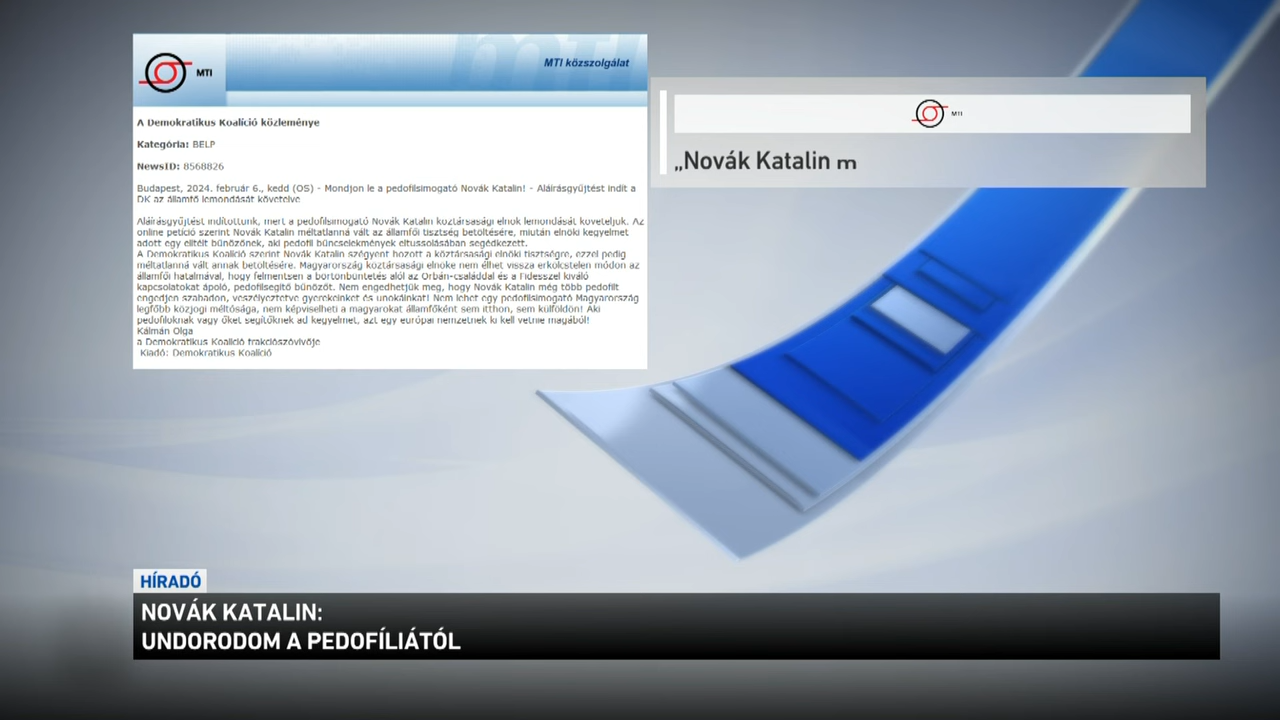 MTI
MTI közszolgálat
A Demokratikus Koalíció közleménye
Kategória: BELP
NewsID: 8568826
Budapest, 2024. február 6., kedd (OS) - Mondjon le a pedofilsimogató Novák Katalin! - Aláírásgyűjtést indít a
DK az államfő lemondását követelve
Aláírásgyűjtést indítottunk, mert a pedofilsimogató Novák Katalin köztársasági elnök lemondását követeljük. Az
online petíció szerint Novák Katalin méltatlanná vált az államfői tisztség betöltésére, miután elnöki kegyelmet
adott egy elítélt bűnözőnek, aki pedofil bűncselekmények eltussolásában segédkezett.
A Demokratikus Koalíció szerint Novák Katalin szégyent hozott a köztársasági elnöki tisztségre, ezzel pedig
méltatlanná vált annak betöltésére. Magyarország köztársasági elnöke nem élhet vissza erkölcstelen módon az
államfői hatalmával, hogy felmentsen a börtönbüntetés alól az Orbán-családdal és a Fidesszel kiváló
kapcsolatokat ápoló, pedofilsegítő bűnözőt. Nem engedhetjük meg, hogy Novák Katalin még több pedofilt
engedjen szabadon, veszélyeztetve gyerekeinket és unokáinkat! Nem lehet egy pedofilsimogató Magyarország
legfőbb közjogi méltósága, nem képviselheti a magyarokat államfőként sem itthon, sem külföldön! Aki
pedofiloknak vagy őket segítőknek ad kegyelmet, azt egy európai nemzetnek ki kell vetnie magából!
Kálmán Olga
a Demokratikus Koalíció frakciószóvivője
Kiadó: Demokratikus Koalíció
MTI
„Novák Katalin m
HÍRADÓ
NOVÁK KATALIN:
UNDORODOM A PEDOFÍLIÁTÓL